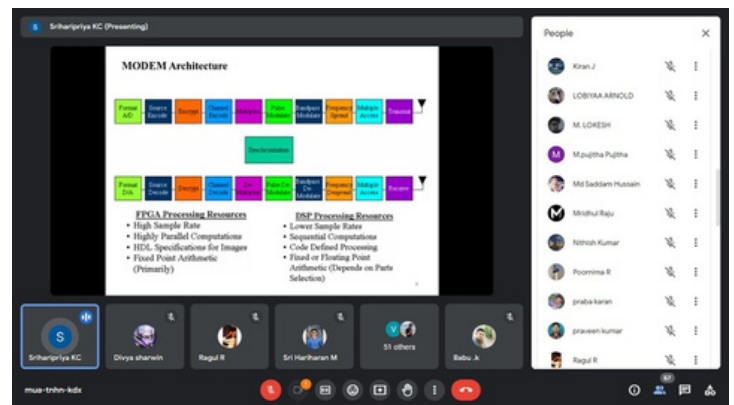 S Sriharipriya KC (Presenting)
MODEM Architecture
Format A/D
Source Encode
Encrypt
Channel Encode
Multiplex
Pulse Modulate
Bandpass Modulate
Frequency Spread
Multiple Access
Transmit
Synchronization
Format D/A
Source Decode
Decrypt
Channel Decode
De-Multiplex
Pulse De-Modulate
Bandpass De-Modulate
Frequency Despread
Multiple Access
Receive
FPGA Processing Resources
• High Sample Rate
• Highly Parallel Computations
• HDL Specifications for Images
• Fixed Point Arithmetic
(Primarily)
DSP Processing Resources
• Lower Sample Rates
• Sequential Computations
• Code Defined Processing
• Fixed or Floating Point
Arithmetic (Depends on Parts
Selection)
S
Sriharipriya KC
Divya sharwin
Ragul R
Sri Hariharan M
V
51 others
Babu .k
People
Kiran J
LOBIYAA ARNOLD
M. LOKESH
M M.pujitha Pujitha
Md Saddam Hussain
Mridhul Raju
Nithish Kumar
Poornima R
praba karan
praveen kumar
Ragul R
mua-tnhn-kdx
57